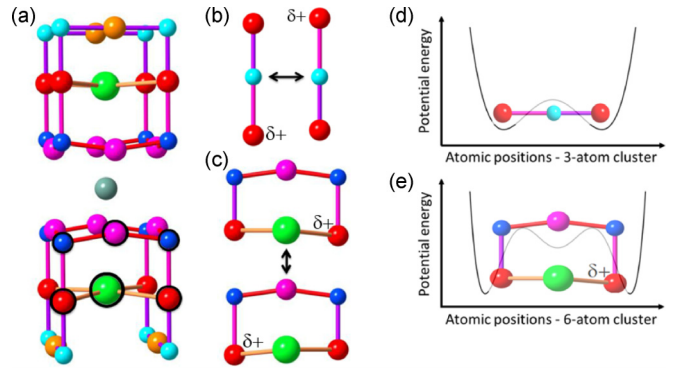 (a)
(b)
δ+
δ+
(c)
δ+
δ+
(d)
Potential energy
Atomic positions - 3-atom cluster
(e)
Potential energy
δ+
Atomic positions - 6-atom cluster